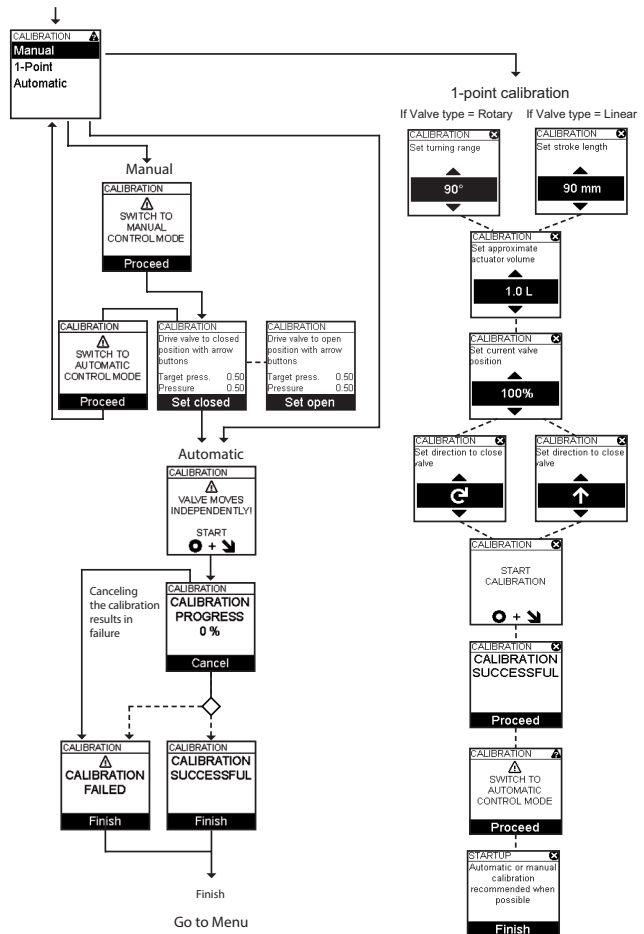 CALIBRATION
Manual
1-Point
Automatic
Manual
CALIBRATION
SWITCH TO
MANUAL
CONTROL MODE
Proceed
CALIBRATION
SWITCH TO
AUTOMATIC
CONTROL MODE
Proceed
CALIBRATION
Drive valve to closed
position with arrow
buttons
Target press. 0.50
Pressure 0.50
Set closed
CALIBRATION
Drive valve to open
position with arrow
buttons
Target press. 0.50
Pressure 0.50
Set open
Automatic
CALIBRATION
VALVE MOVES
INDEPENDENTLY!
START
+
Canceling
the calibration
results in
failure
CALIBRATION
CALIBRATION
PROGRESS
0 %
Cancel
CALIBRATION
CALIBRATION
FAILED
Finish
CALIBRATION
CALIBRATION
SUCCESSFUL
Finish
Finish
Go to Menu
1-point calibration
If Valve type = Rotary
If Valve type = Linear
CALIBRATION
Set turning range
90°
CALIBRATION
Set stroke length
90 mm
CALIBRATION
Set approximate
actuator volume
1.0 L
CALIBRATION
Set current valve
position
100%
CALIBRATION
Set direction to close
valve
CALIBRATION
Set direction to close
valve
CALIBRATION
START
CALIBRATION
+
CALIBRATION
CALIBRATION
SUCCESSFUL
Proceed
CALIBRATION
SWITCH TO
AUTOMATIC
CONTROL MODE
Proceed
STARTUP
Automatic or manual
calibration
recommended when
possible
Finish